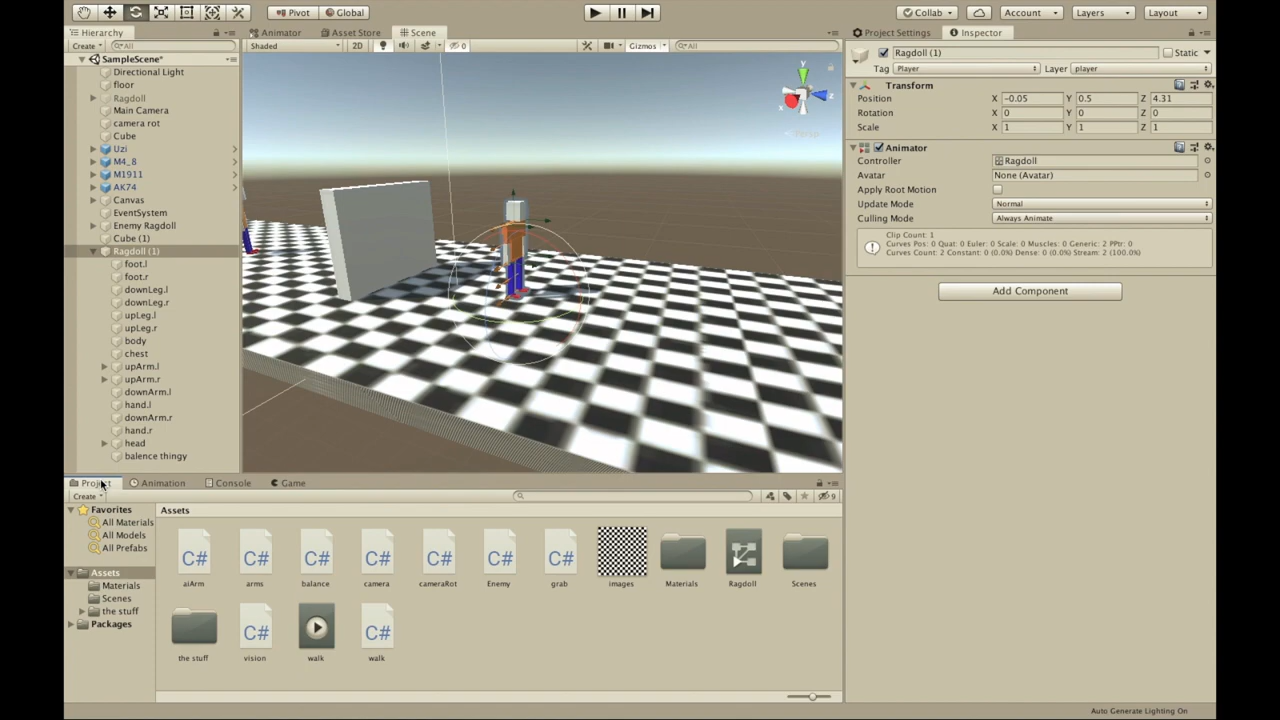 Pivot Global Collab Account Layers Layout
Hierarchy Animator Asset Store Scene Project Settings Inspector
Create All Shaded 2D 0 Gizmos All
SampleScene*
Directional Light
floor
Ragdoll
Main Camera
camera rot
Cube
Uzi
M4_8
M1911
AK74
Canvas
EventSystem
Enemy Ragdoll
Cube (1)
Ragdoll (1)
foot.l
foot.r
downLeg.l
downLeg.r
upLeg.l
upLeg.r
body
chest
upArm.l
upArm.r
downArm.l
hand.l
downArm.r
hand.r
head
balence thingy
y
z
x
Persp
Ragdoll (1) Static
Tag Player Layer player
Transform
Position X -0.05 Y 0.5 Z 4.31
Rotation X 0 Y 0 Z 0
Scale X 1 Y 1 Z 1
Animator
Controller Ragdoll
Avatar None (Avatar)
Apply Root Motion
Update Mode Normal
Culling Mode Always Animate
Clip Count: 1
Curves Pos: 0 Quat: 0 Euler: 0 Scale: 0 Muscles: 0 Generic: 2 PPtr: 0
Curves Count: 2 Constant: 0 (0.0%) Dense: 0 (0.0%) Stream: 2 (100.0%)
Add Component
Project Animation Console Game
Create 9
Favorites
All Materials
All Models
All Prefabs
Assets
Materials
Scenes
the stuff
Packages
Assets
C# C# C# C# C# C# C#
aiArm arms balance camera cameraRot Enemy grab images Materials Ragdoll Scenes
C# C#
the stuff vision walk walk
Auto Generate Lighting On